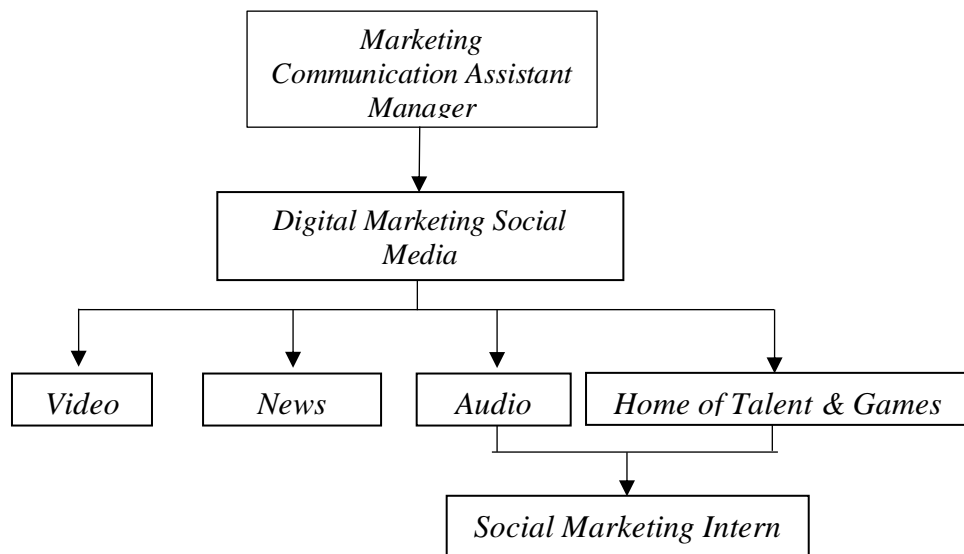 Marketing
Communication Assistant
Manager
Digital Marketing Social
Media
Video
News
Audio
Home of Talent & Games
Social Marketing Intern